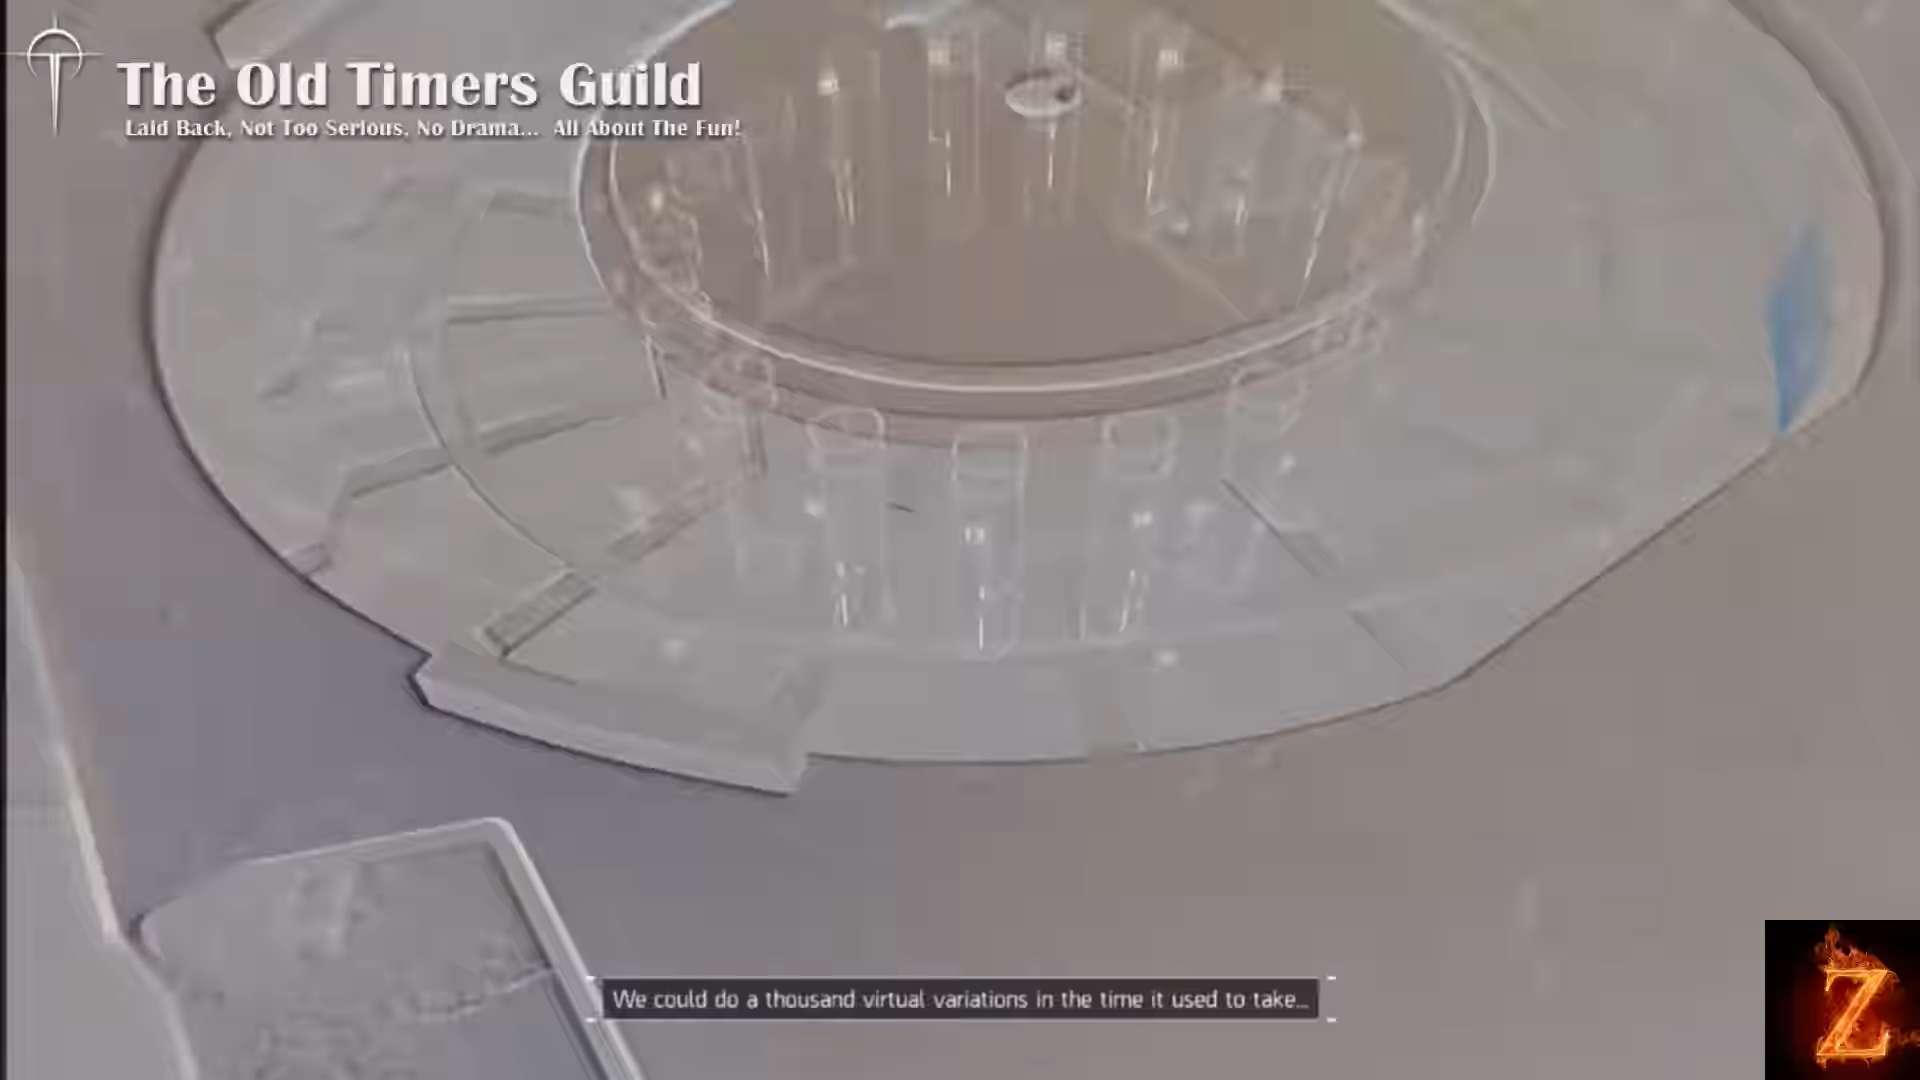 The Old Timers Guild
Laid Back, Not Too Serious, No Drama... All About The Fun!
13
We could do a thousand virtual variations in the time it used to take...
Z